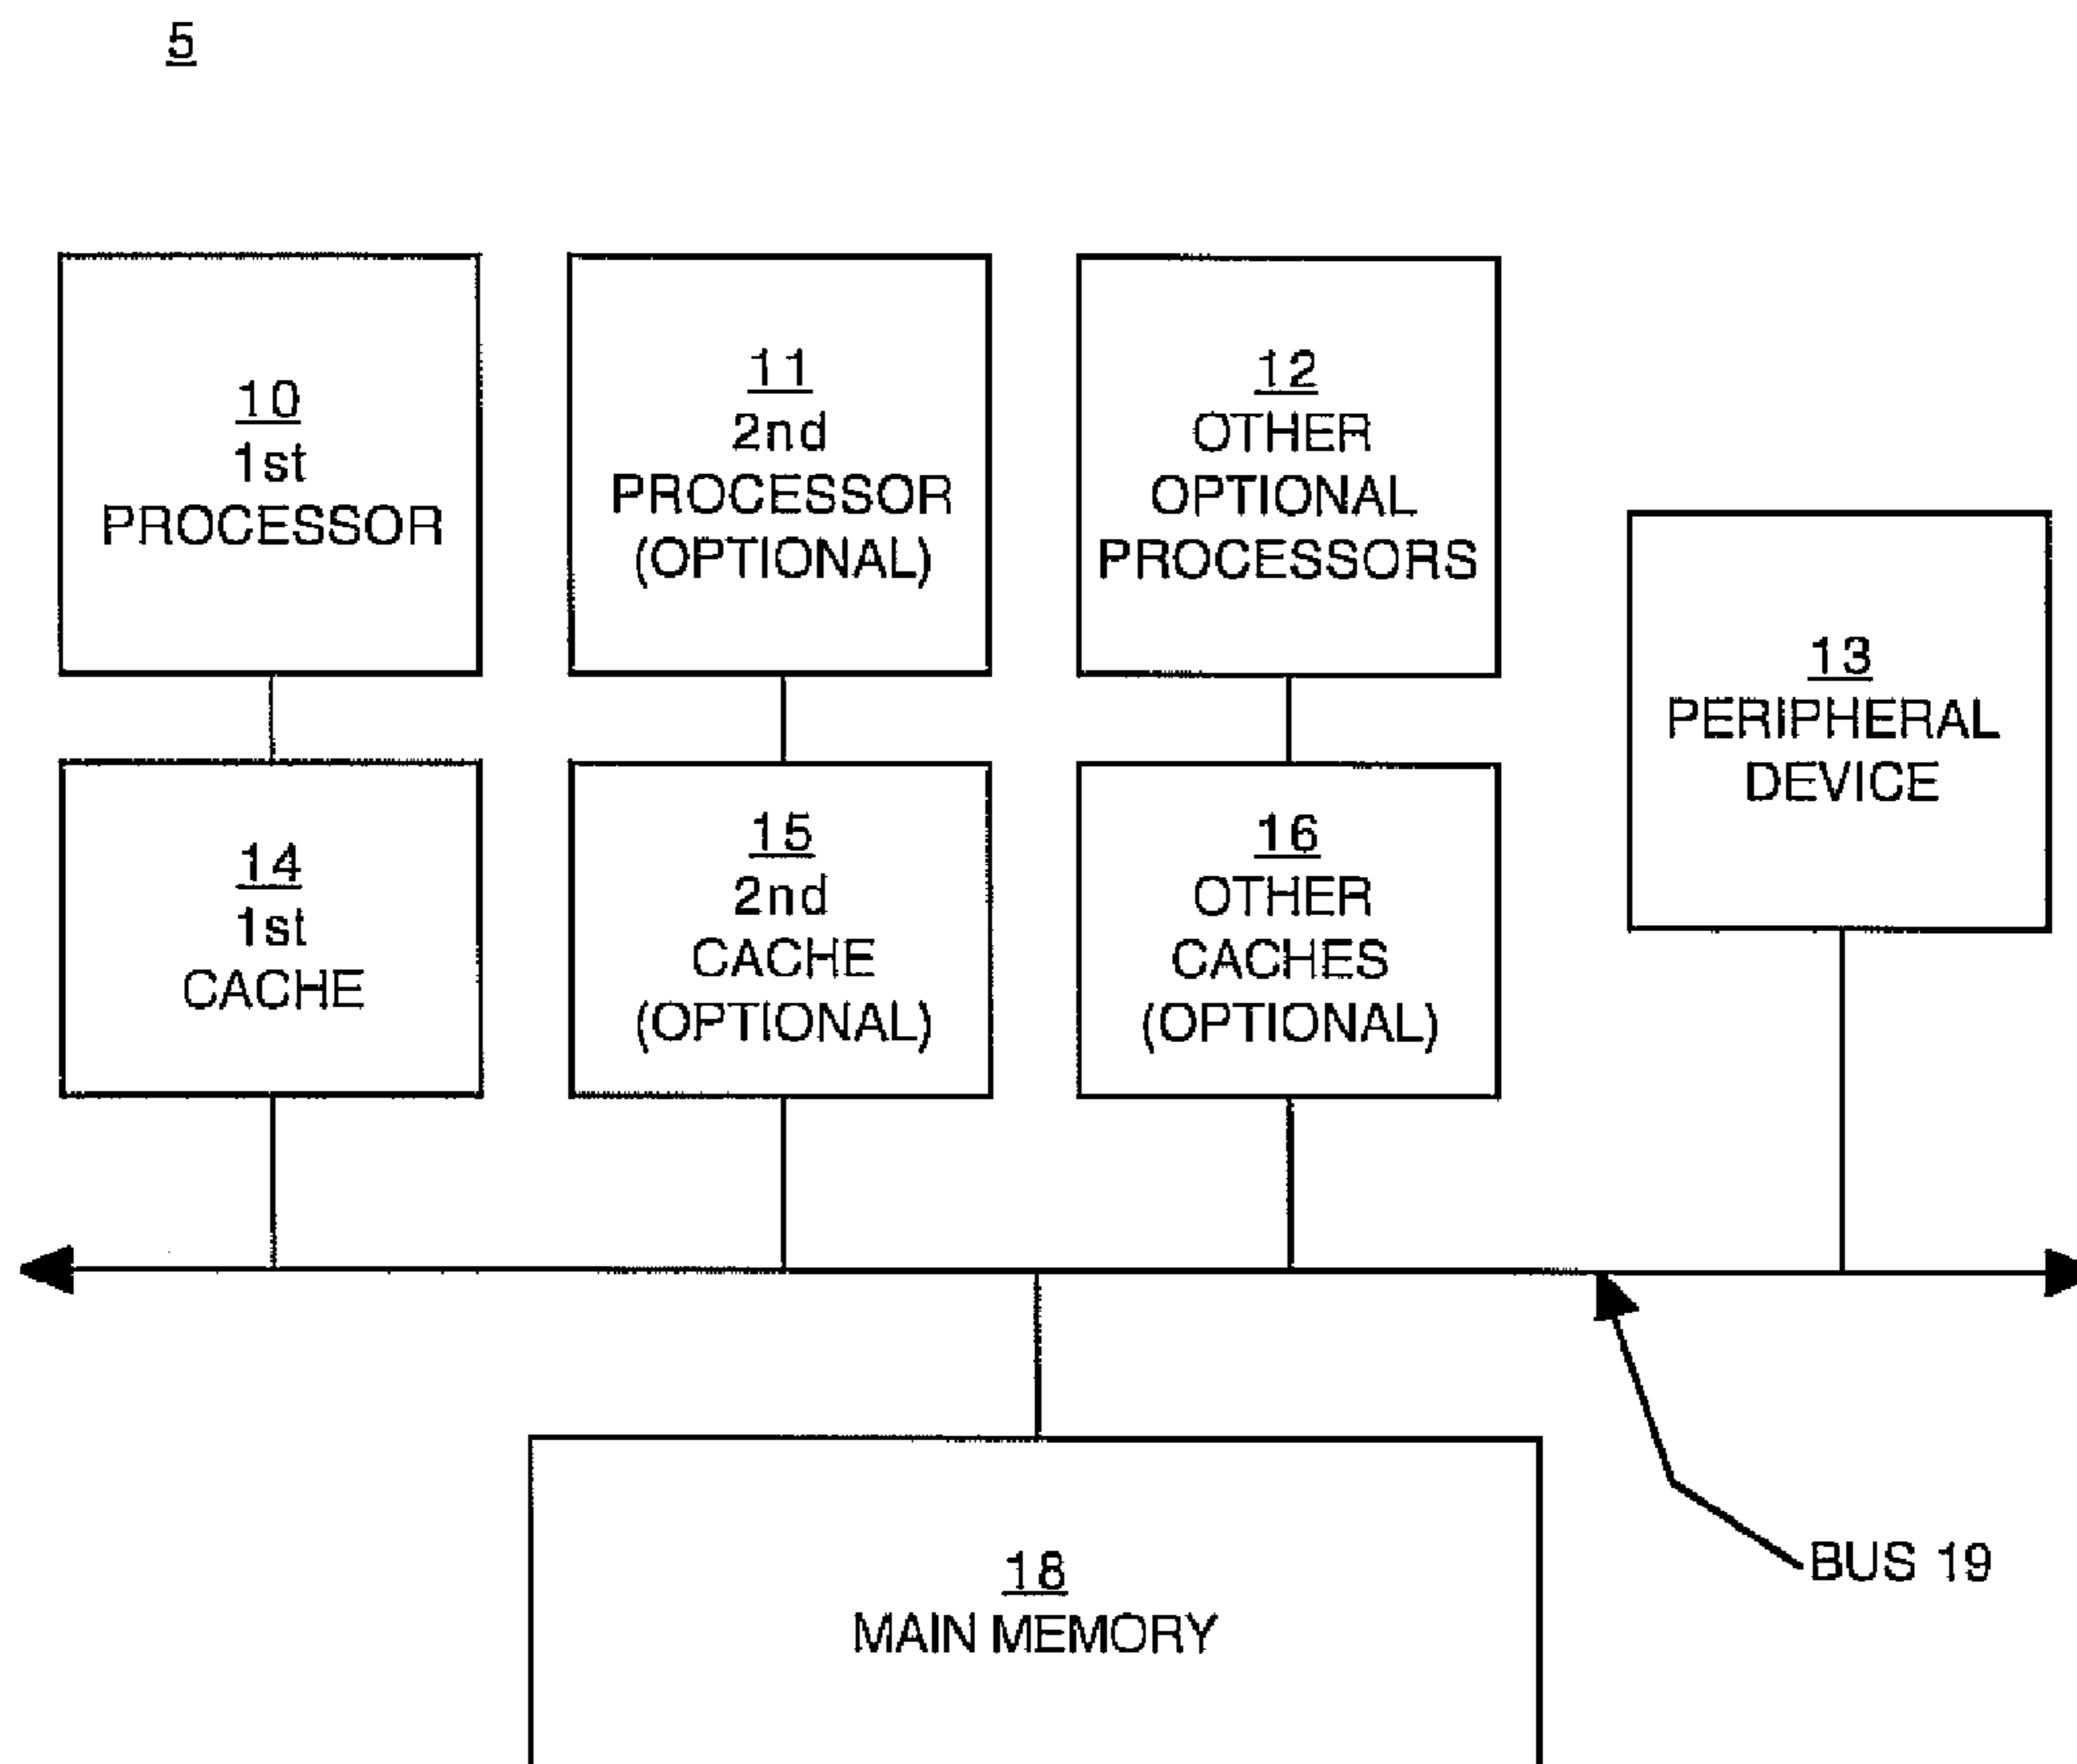 5
10
1st
PROCESSOR
11
2nd
PROCESSOR
(OPTIONAL)
12
OTHER
OPTIONAL
PROCESSORS
13
PERIPHERAL
DEVICE
14
1st
CACHE
15
2nd
CACHE
(OPTIONAL)
16
OTHER
CACHES
(OPTIONAL)
BUS 19
18
MAIN MEMORY